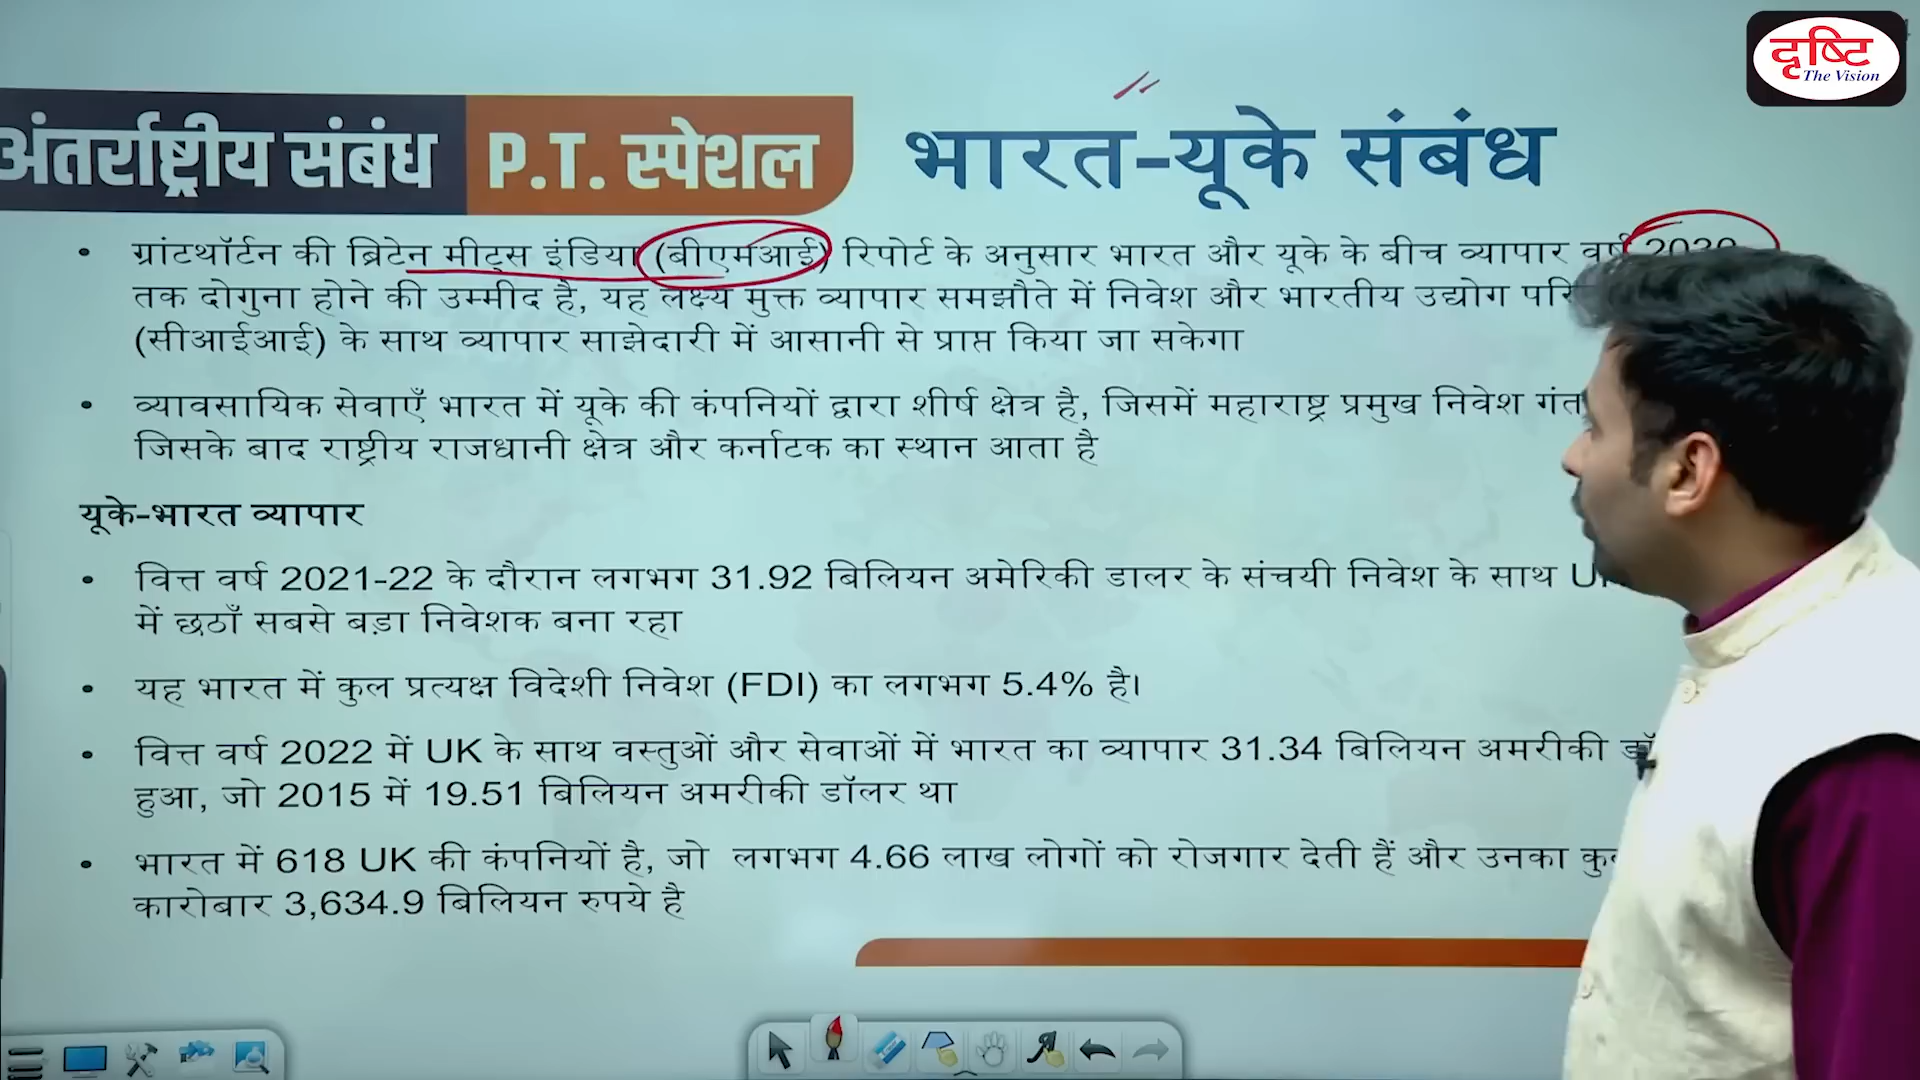 दृष्टि
The Vision
अंतर्राष्ट्रीय संबंध P.T. स्पेशल भारत-यूके संबंध
• ग्रांटथॉर्टन की ब्रिटेन मीट्स इंडिया (बीएमआई) रिपोर्ट के अनुसार भारत और यूके के बीच व्यापार वर्ष 2030
तक दोगुना होने की उम्मीद है, यह लक्ष्य मुक्त व्यापार समझौते में निवेश और भारतीय उद्योग
(सीआईआई) के साथ व्यापार साझेदारी में आसानी से प्राप्त किया जा सकेगा
• व्यावसायिक सेवाएँ भारत में यूके की कंपनियों द्वारा शीर्ष क्षेत्र है, जिसमें महाराष्ट्र प्रमुख निवेश
जिसके बाद राष्ट्रीय राजधानी क्षेत्र और कर्नाटक का स्थान आता है
यूके-भारत व्यापार
• वित्त वर्ष 2021-22 के दौरान लगभग 31.92 बिलियन अमेरिकी डालर के संचयी निवेश के साथ
में छठाँ सबसे बड़ा निवेशक बना रहा
• यह भारत में कुल प्रत्यक्ष विदेशी निवेश (FDI) का लगभग 5.4% है।
• वित्त वर्ष 2022 में UK के साथ वस्तुओं और सेवाओं में भारत का व्यापार 31.34 बिलियन अमरीकी
हुआ, जो 2015 में 19.51 बिलियन अमरीकी डॉलर था
• भारत में 618 UK की कंपनियों है, जो लगभग 4.66 लाख लोगों को रोजगार देती हैं और उनका
कारोबार 3,634.9 बिलियन रुपये है